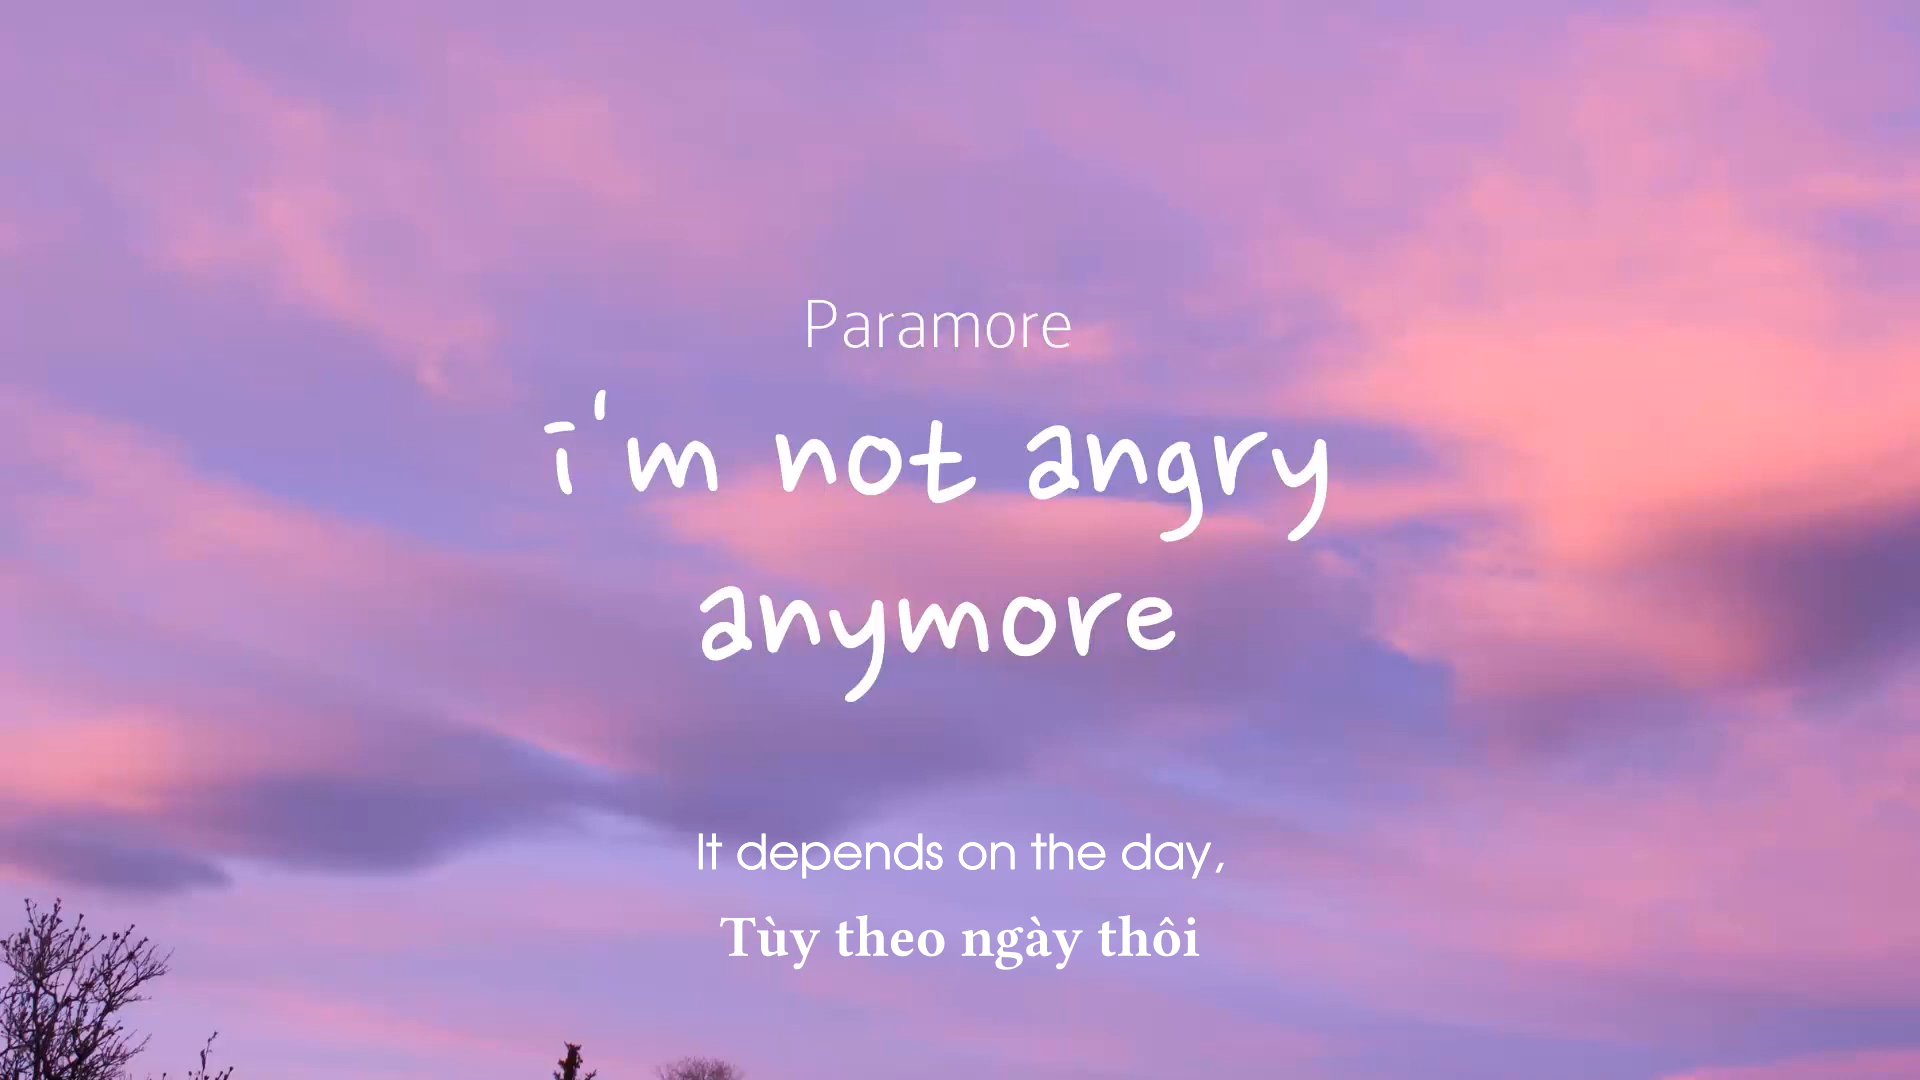 Paramore
i'm not angry
anymore
It depends on the day,
Tùy theo ngày thôi